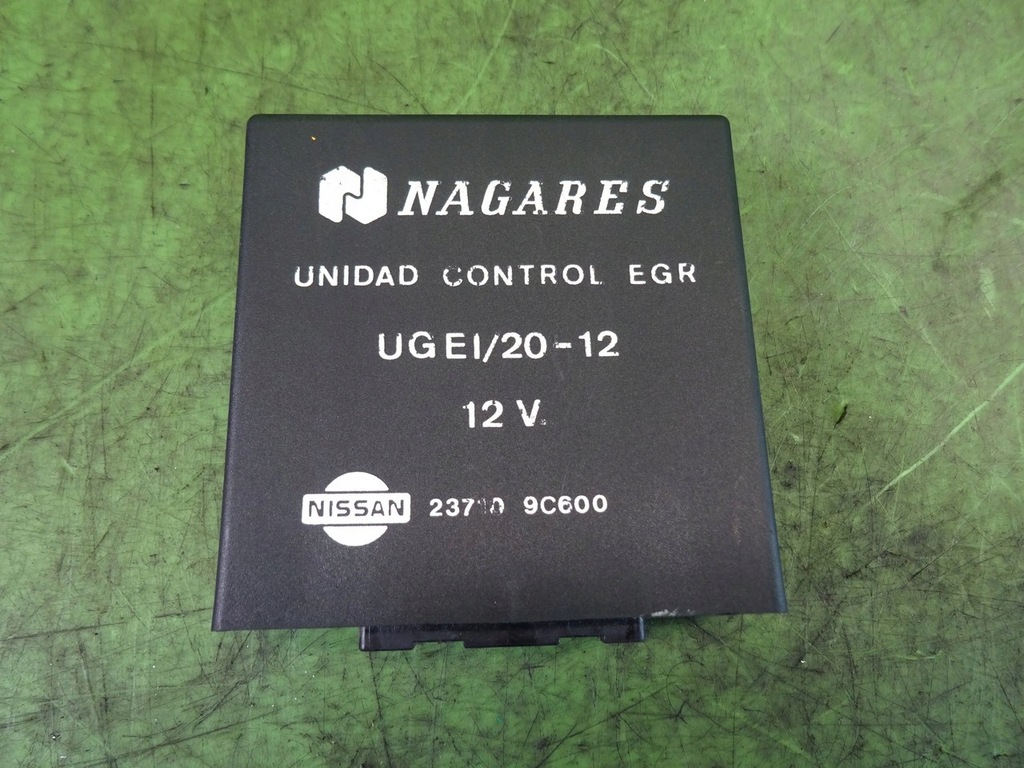 NAGARES
UNIDAD CONTROL EGR
UGEI/20-12
12 V.
NISSAN 23710 9C600